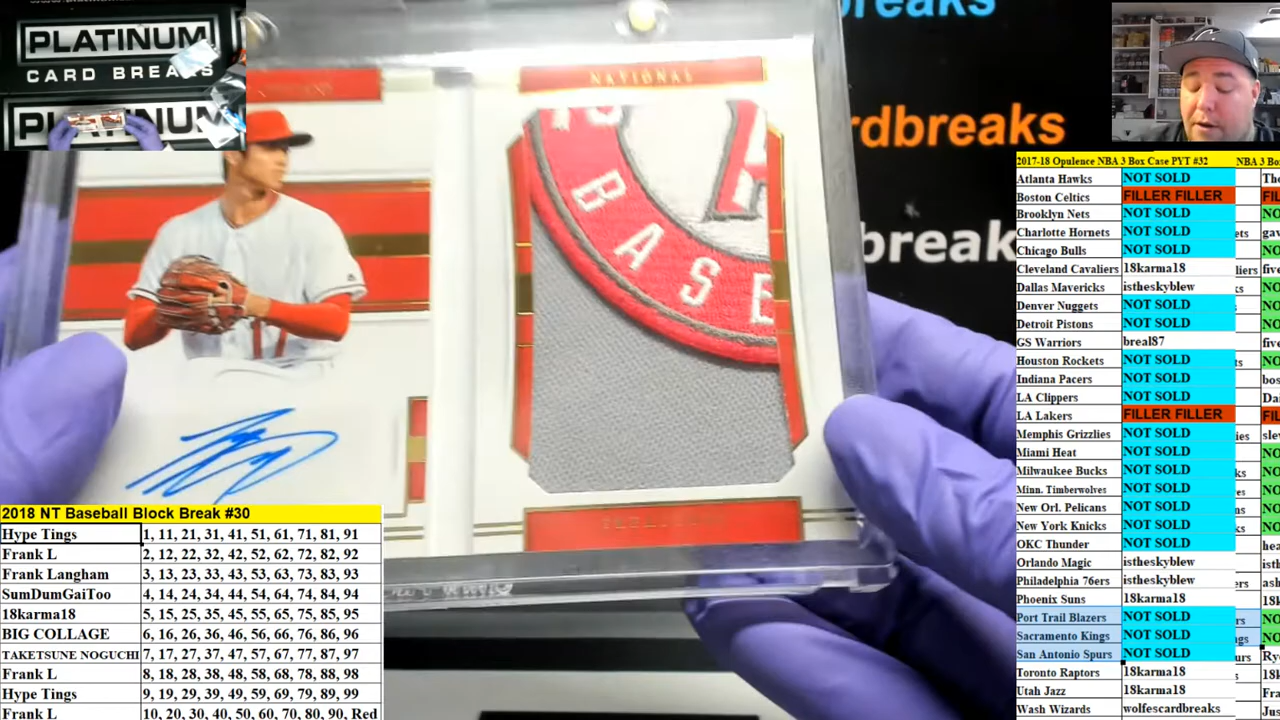 PLATINUM
CARD BREAKS
PLATINUM
breaks
rdbreaks
break
NATIONAL
BASE
A
2017-18 Opulence NBA 3 Box Case PYT #32
NBA 3 Bo
Atlanta Hawks NOT SOLD
Boston Celtics FILLER FILLER
Brooklyn Nets NOT SOLD
Charlotte Hornets NOT SOLD
Chicago Bulls NOT SOLD
Cleveland Cavaliers 18karma18
Dallas Mavericks istheskyblew
Denver Nuggets NOT SOLD
Detroit Pistons NOT SOLD
GS Warriors breal87
Houston Rockets NOT SOLD
Indiana Pacers NOT SOLD
LA Clippers NOT SOLD
LA Lakers FILLER FILLER
Memphis Grizzlies NOT SOLD
Miami Heat NOT SOLD
Milwaukee Bucks NOT SOLD
Minn. Timberwolves NOT SOLD
New Orl. Pelicans NOT SOLD
New York Knicks NOT SOLD
OKC Thunder NOT SOLD
Orlando Magic istheskyblew
Philadelphia 76ers istheskyblew
Phoenix Suns 18karma18
Port Trail Blazers NOT SOLD
Sacramento Kings NOT SOLD
San Antonio Spurs NOT SOLD
Toronto Raptors 18karma18
Utah Jazz 18karma18
Wash Wizards wolfescardbreaks
2018 NT Baseball Block Break #30
Hype Tings 1, 11, 21, 31, 41, 51, 61, 71, 81, 91
Frank L 2, 12, 22, 32, 42, 52, 62, 72, 82, 92
Frank Langham 3, 13, 23, 33, 43, 53, 63, 73, 83, 93
SumDumGaiToo 4, 14, 24, 34, 44, 54, 64, 74, 84, 94
18karma18 5, 15, 25, 35, 45, 55, 65, 75, 85, 95
BIG COLLAGE 6, 16, 26, 36, 46, 56, 66, 76, 86, 96
TAKETSUNE NOGUCHI 7, 17, 27, 37, 47, 57, 67, 77, 87, 97
Frank L 8, 18, 28, 38, 48, 58, 68, 78, 88, 98
Hype Tings 9, 19, 29, 39, 49, 59, 69, 79, 89, 99
Frank L 10, 20, 30, 40, 50, 60, 70, 80, 90, Red